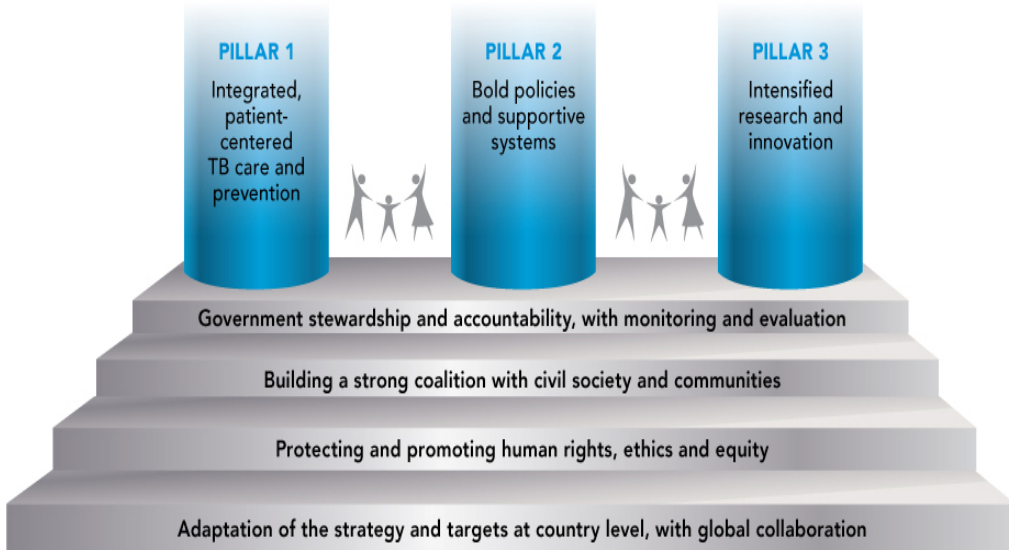 PILLAR 1
Integrated,
patient-
centered
TB care and
prevention
PILLAR 2
Bold policies
and supportive
systems
PILLAR 3
Intensified
research and
innovation
Government stewardship and accountability, with monitoring and evaluation
Building a strong coalition with civil society and communities
Protecting and promoting human rights, ethics and equity
Adaptation of the strategy and targets at country level, with global collaboration